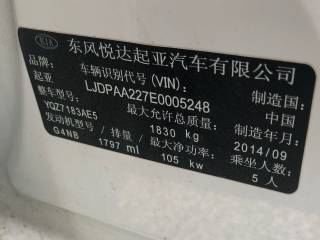 KIA 东风悦达起亚汽车有限公司
品牌: 起亚 车辆识别代号(VIN): 制造国:
LJDPAA227E0005248 中国
整车型号: 最大允许总质量: 制造年月:
YQZ7183AE5 1830 kg 2014/09
发动机型号/排量/最大净功率: 乘坐人数:
G4NB 1797 ml 105 kw 5人